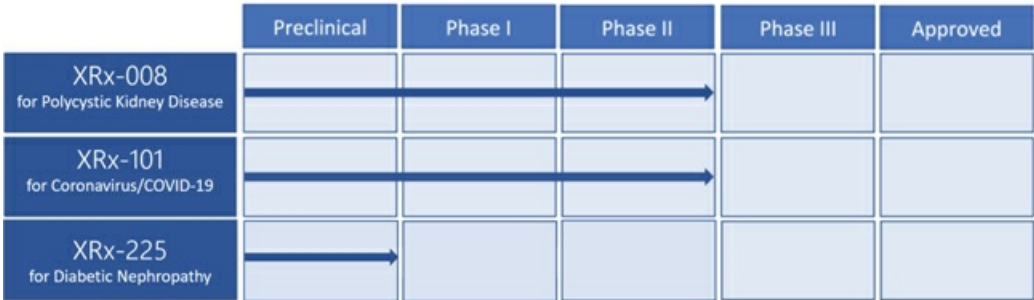 Preclinical Phase I Phase II Phase III Approved
XRx-008
for Polycystic Kidney Disease
XRx-101
for Coronavirus/COVID-19
XRx-225
for Diabetic Nephropathy